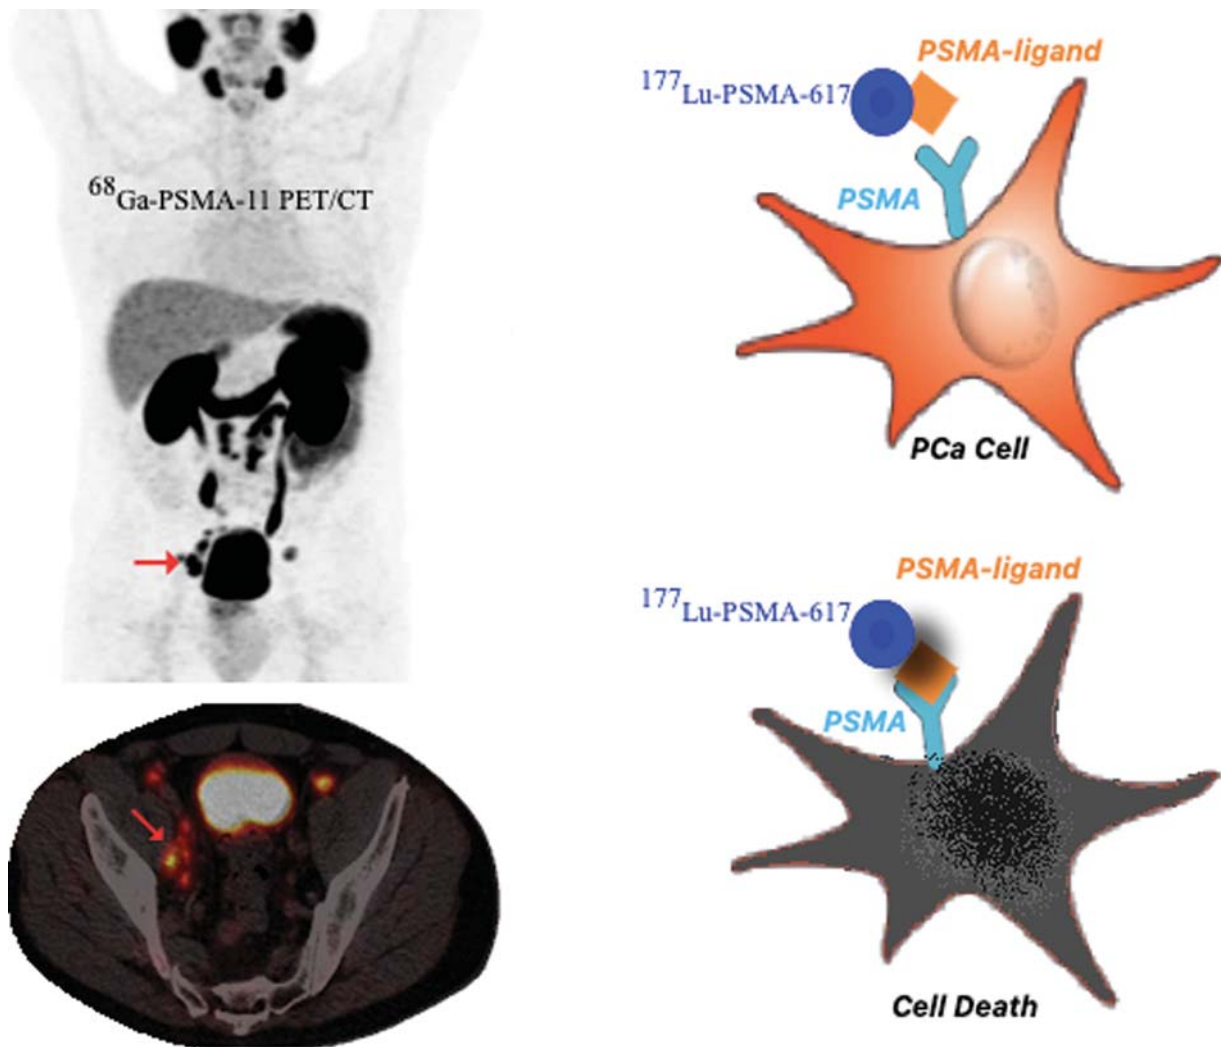 ⁶⁸Ga-PSMA-11 PET/CT
PSMA-ligand
¹⁷⁷Lu-PSMA-617
PSMA
PCa Cell
PSMA-ligand
¹⁷⁷Lu-PSMA-617
PSMA
Cell Death